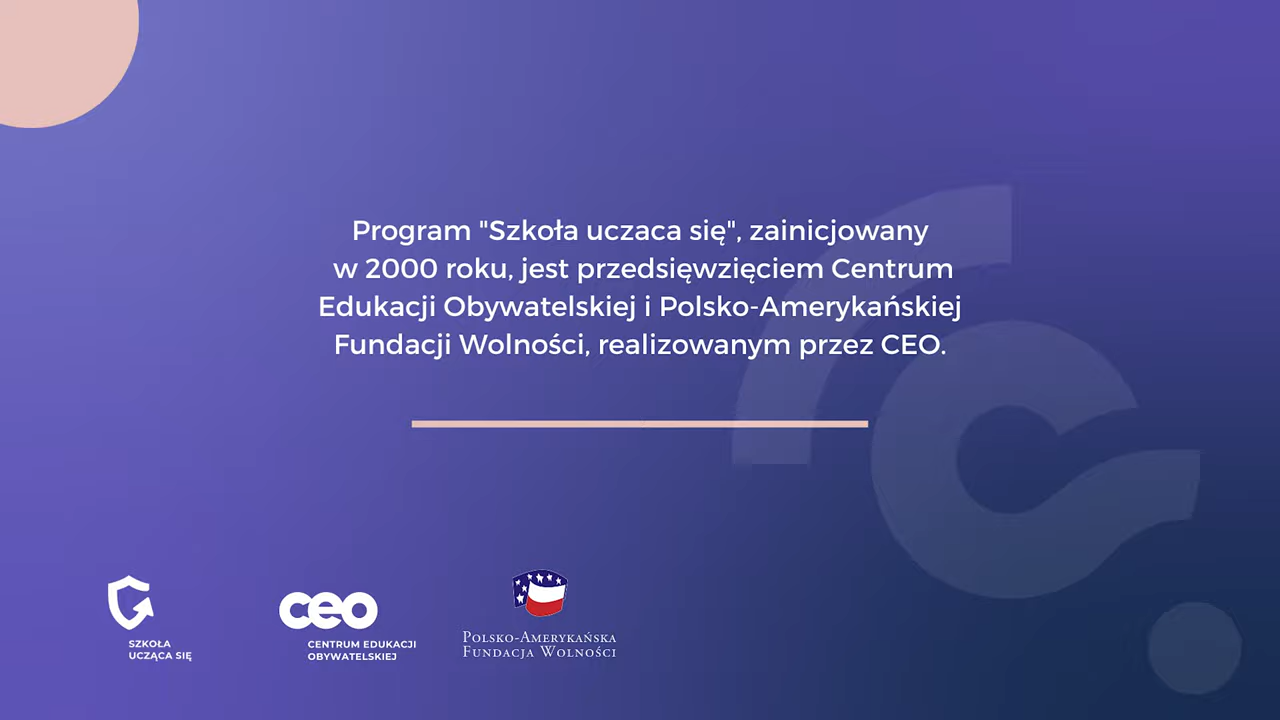 Program "Szkoła uczaca się", zainicjowany
w 2000 roku, jest przedsięwzięciem Centrum
Edukacji Obywatelskiej i Polsko-Amerykańskiej
Fundacji Wolności, realizowanym przez CEO.
SZKOŁA
UCZĄCA SIĘ
ceo
CENTRUM EDUKACJI
OBYWATELSKIEJ
POLSKO-AMERYKAŃSKA
FUNDACJA WOLNOŚCI